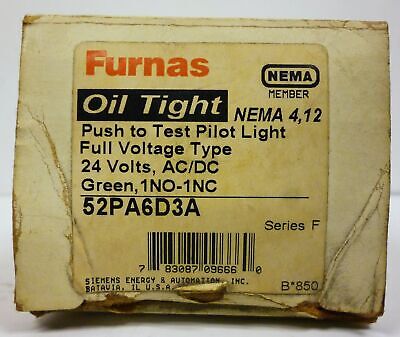 Furnas
NEMA
MEMBER
Oil Tight NEMA 4,12
Push to Test Pilot Light
Full Voltage Type
24 Volts, AC/DC
Green,1NO-1NC
52PA6D3A
Series F
7 83087 09666 0
SIEMENS ENERGY & AUTOMATION, INC.
BATAVIA, IL U.S.A.
B*850